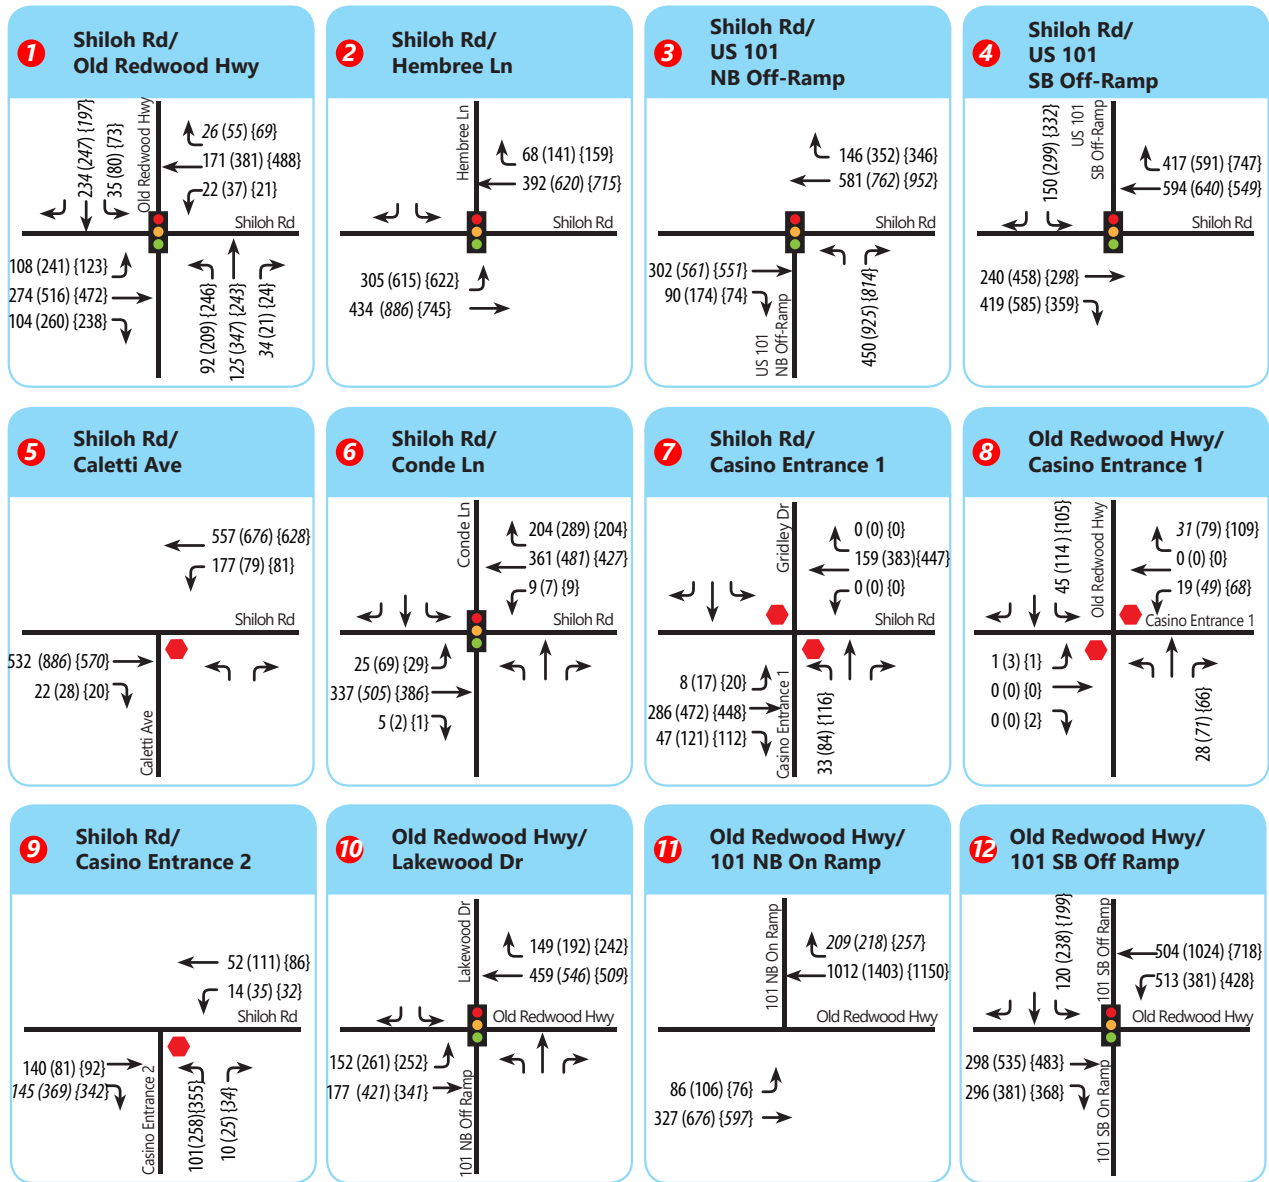 1
Shiloh Rd/
Old Redwood Hwy
234 (247) {197}
35 (80) {73}
Old Redwood Hwy
26 (55) {69}
171 (381) {488}
22 (37) {21}
Shiloh Rd
108 (241) {123}
274 (516) {472}
104 (260) {238}
92 (209) {246}
125 (347) {243}
34 (21) {24}
2
Shiloh Rd/
Hembree Ln
Hembree Ln
68 (141) {159}
392 (620) {715}
Shiloh Rd
305 (615) {622}
434 (886) {745}
3
Shiloh Rd/
US 101
NB Off-Ramp
146 (352) {346}
581 (762) {952}
Shiloh Rd
302 (561) {551}
90 (174) {74}
US 101
NB Off-Ramp
450 (925) {814}
4
Shiloh Rd/
US 101
SB Off-Ramp
150 (299) {332}
US 101
SB Off-Ramp
417 (591) {747}
594 (640) {549}
Shiloh Rd
240 (458) {298}
419 (585) {359}
5
Shiloh Rd/
Caletti Ave
557 (676) {628}
177 (79) {81}
Shiloh Rd
532 (886) {570}
22 (28) {20}
Caletti Ave
6
Shiloh Rd/
Conde Ln
Conde Ln
204 (289) {204}
361 (481) {427}
9 (7) {9}
Shiloh Rd
25 (69) {29}
337 (505) {386}
5 (2) {1}
7
Shiloh Rd/
Casino Entrance 1
Gridley Dr
0 (0) {0}
159 (383){447}
0 (0) {0}
Shiloh Rd
8 (17) {20}
286 (472) {448}
47 (121) {112}
Casino Entrance 1
33 (84) {116}
8
Old Redwood Hwy/
Casino Entrance 1
45 (114 ) {105}
Old Redwood Hwy
31 (79) {109}
0 (0) {0}
19 (49) {68}
Casino Entrance 1
1 (3) {1}
0 (0) {0}
0 (0) {2}
28 (71) {66}
9
Shiloh Rd/
Casino Entrance 2
52 (111) {86}
14 (35) {32}
Shiloh Rd
140 (81) {92}
145 (369) {342}
Casino Entrance 2
101(258){355}
10 (25) {34}
10
Old Redwood Hwy/
Lakewood Dr
Lakewood Dr
149 (192) {242}
459 (546) {509}
Old Redwood Hwy
152 (261) {252}
177 (421) {341}
101 NB Off Ramp
11
Old Redwood Hwy/
101 NB On Ramp
101 NB On Ramp
209 (218) {257}
1012 (1403) {1150}
Old Redwood Hwy
86 (106) {76}
327 (676) {597}
12
Old Redwood Hwy/
101 SB Off Ramp
120 (238) {199}
101 SB Off Ramp
504 (1024) {718}
513 (381) {428}
Old Redwood Hwy
298 (535) {483}
296 (381) {368}
101 SB On Ramp